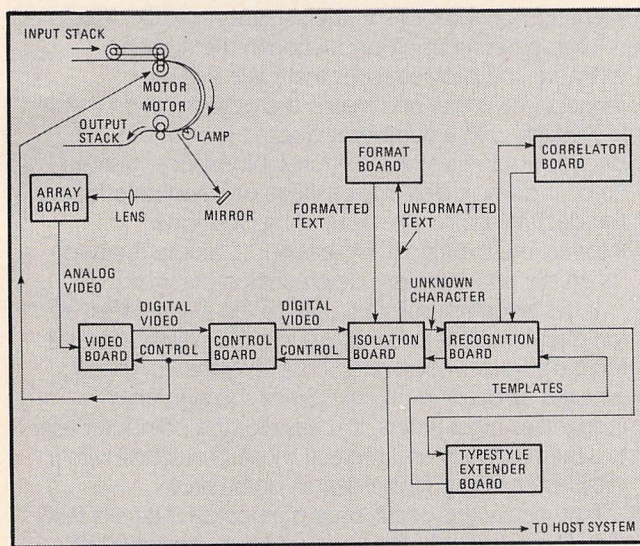 INPUT STACK
MOTOR
MOTOR
OUTPUT
STACK
LAMP
FORMAT
BOARD
CORRELATOR
BOARD
ARRAY
BOARD
LENS
MIRROR
FORMATTED
TEXT
UNFORMATTED
TEXT
ANALOG
VIDEO
UNKNOWN
CHARACTER
DIGITAL
VIDEO
DIGITAL
VIDEO
VIDEO
BOARD
CONTROL
CONTROL
BOARD
CONTROL
ISOLATION
BOARD
RECOGNITION
BOARD
TEMPLATES
TYPESTYLE
EXTENDER
BOARD
TO HOST SYSTEM